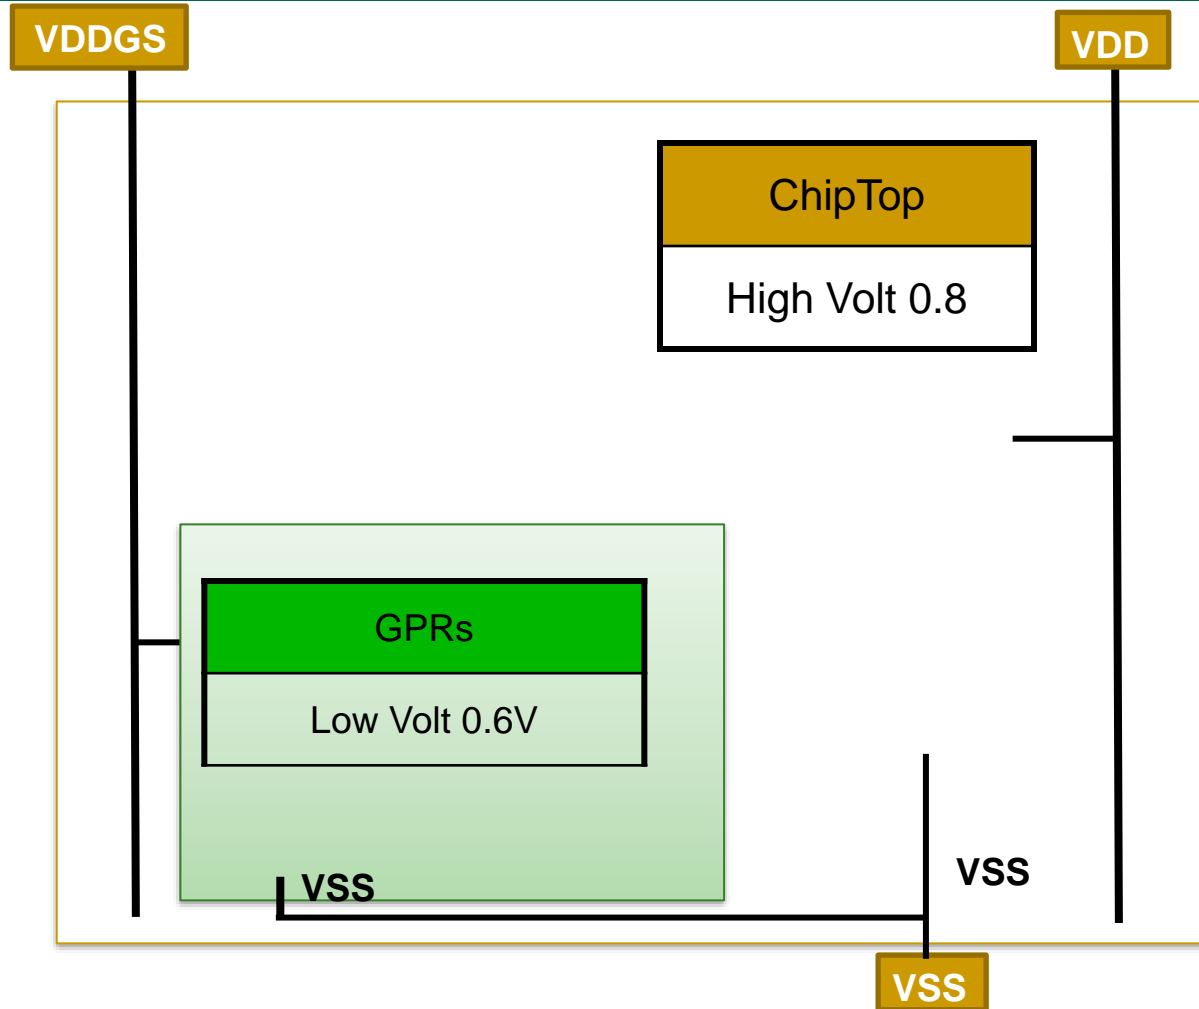 VDDGS
VDD
ChipTop
High Volt 0.8
GPRs
Low Volt 0.6V
VSS
VSS
VSS